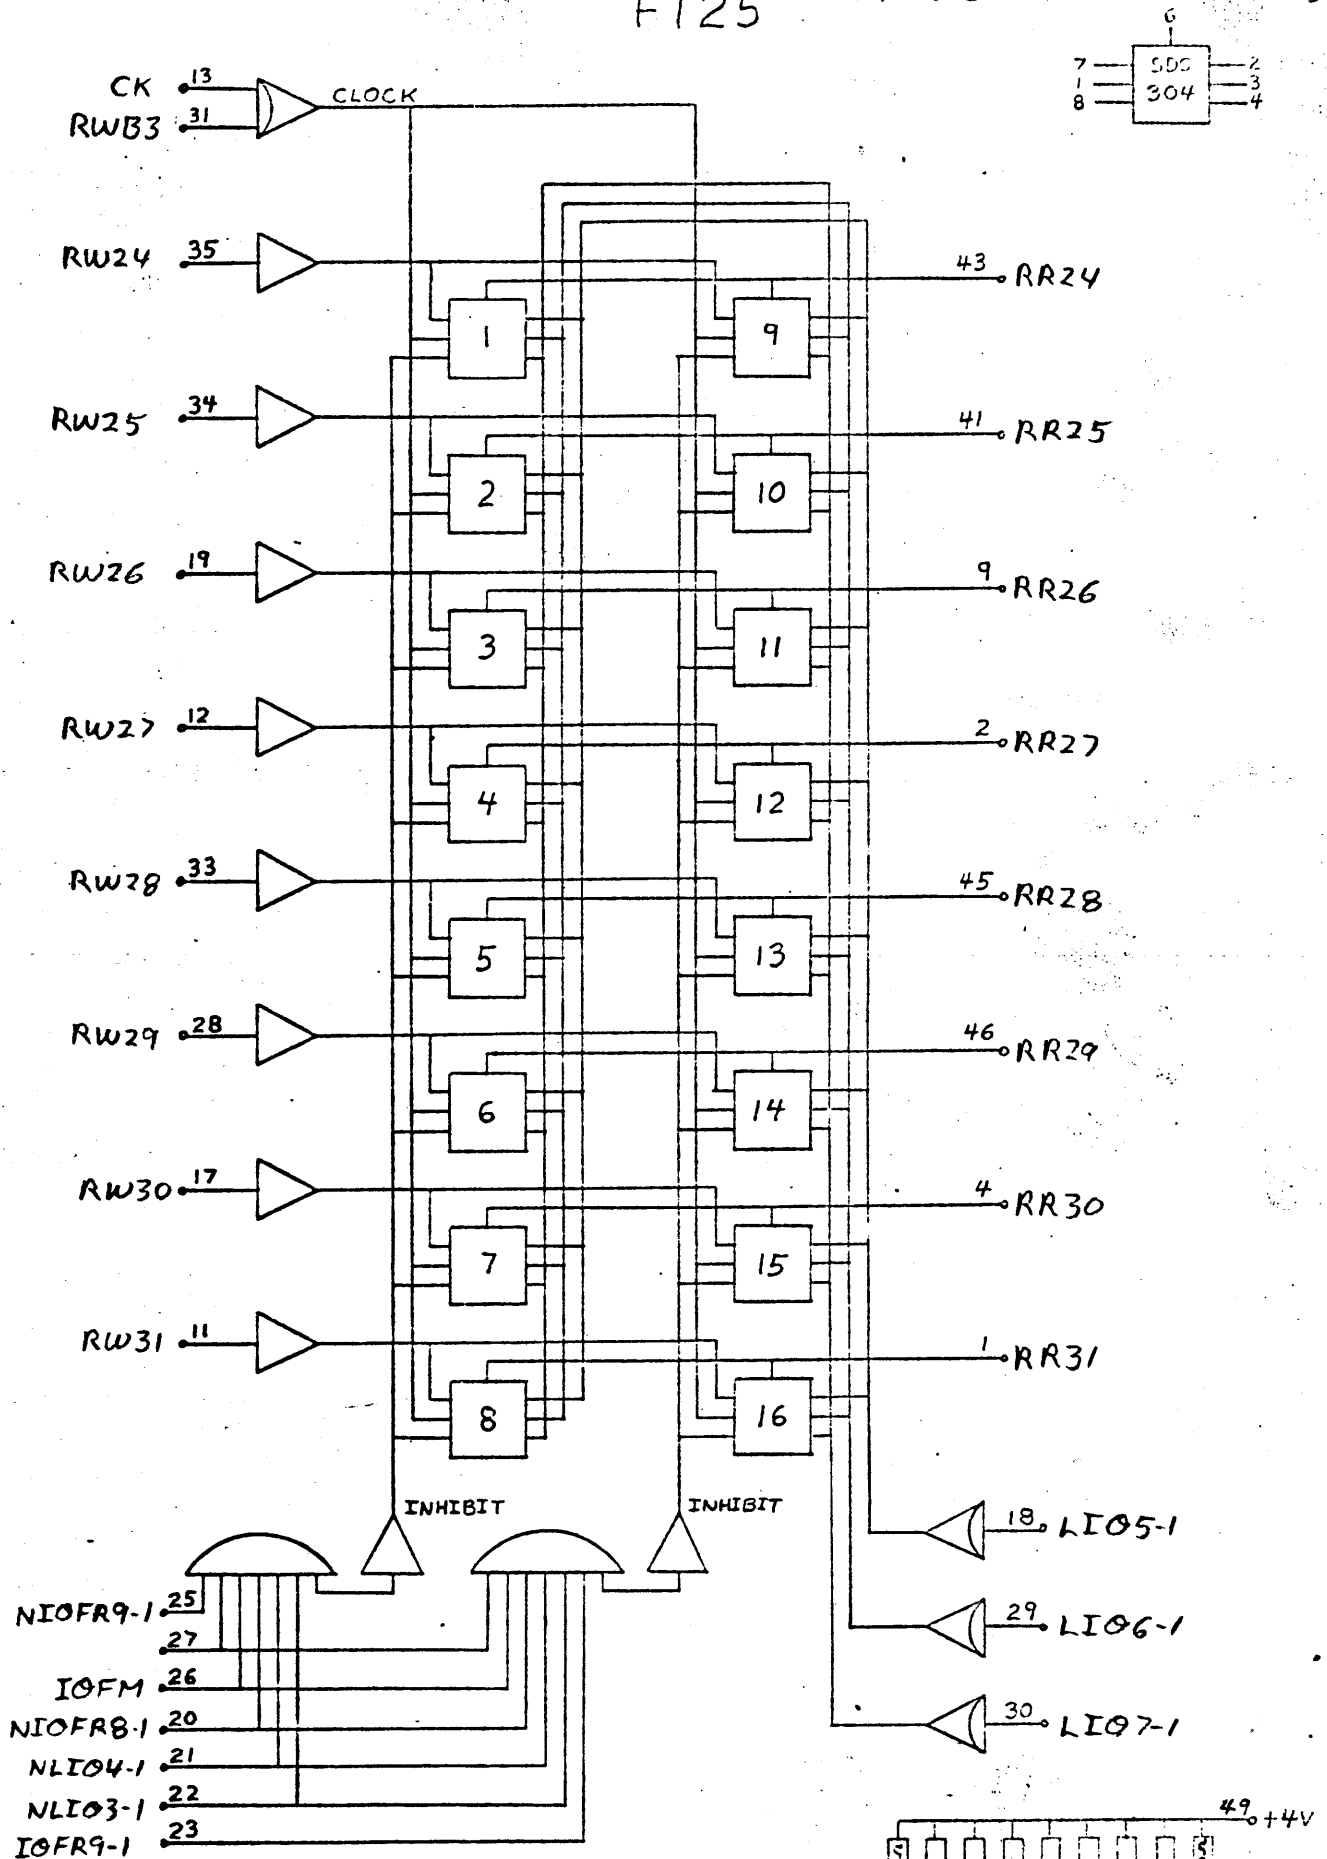 FT25
6
7 SDS 2
1 304 3
8 4
CK 13
CLOCK
RWB3 31
RW24 35
43 RR24
1
9
RW25 34
41 RR25
2
10
RW26 19
9 RR26
3
11
RW27 12
2 RR27
4
12
RW28 33
45 RR28
5
13
RW29 28
46 RR29
6
14
RW30 17
4 RR30
7
15
RW31 11
1 RR31
8
16
INHIBIT
INHIBIT
18 LIO5-1
NIOFR9-1 25
27
29 LIO6-1
IOFM 26
NIOFR8-1 20
30 LIO7-1
NLIO4-1 21
NLIO3-1 22
IOFR9-1 23
49 +4V